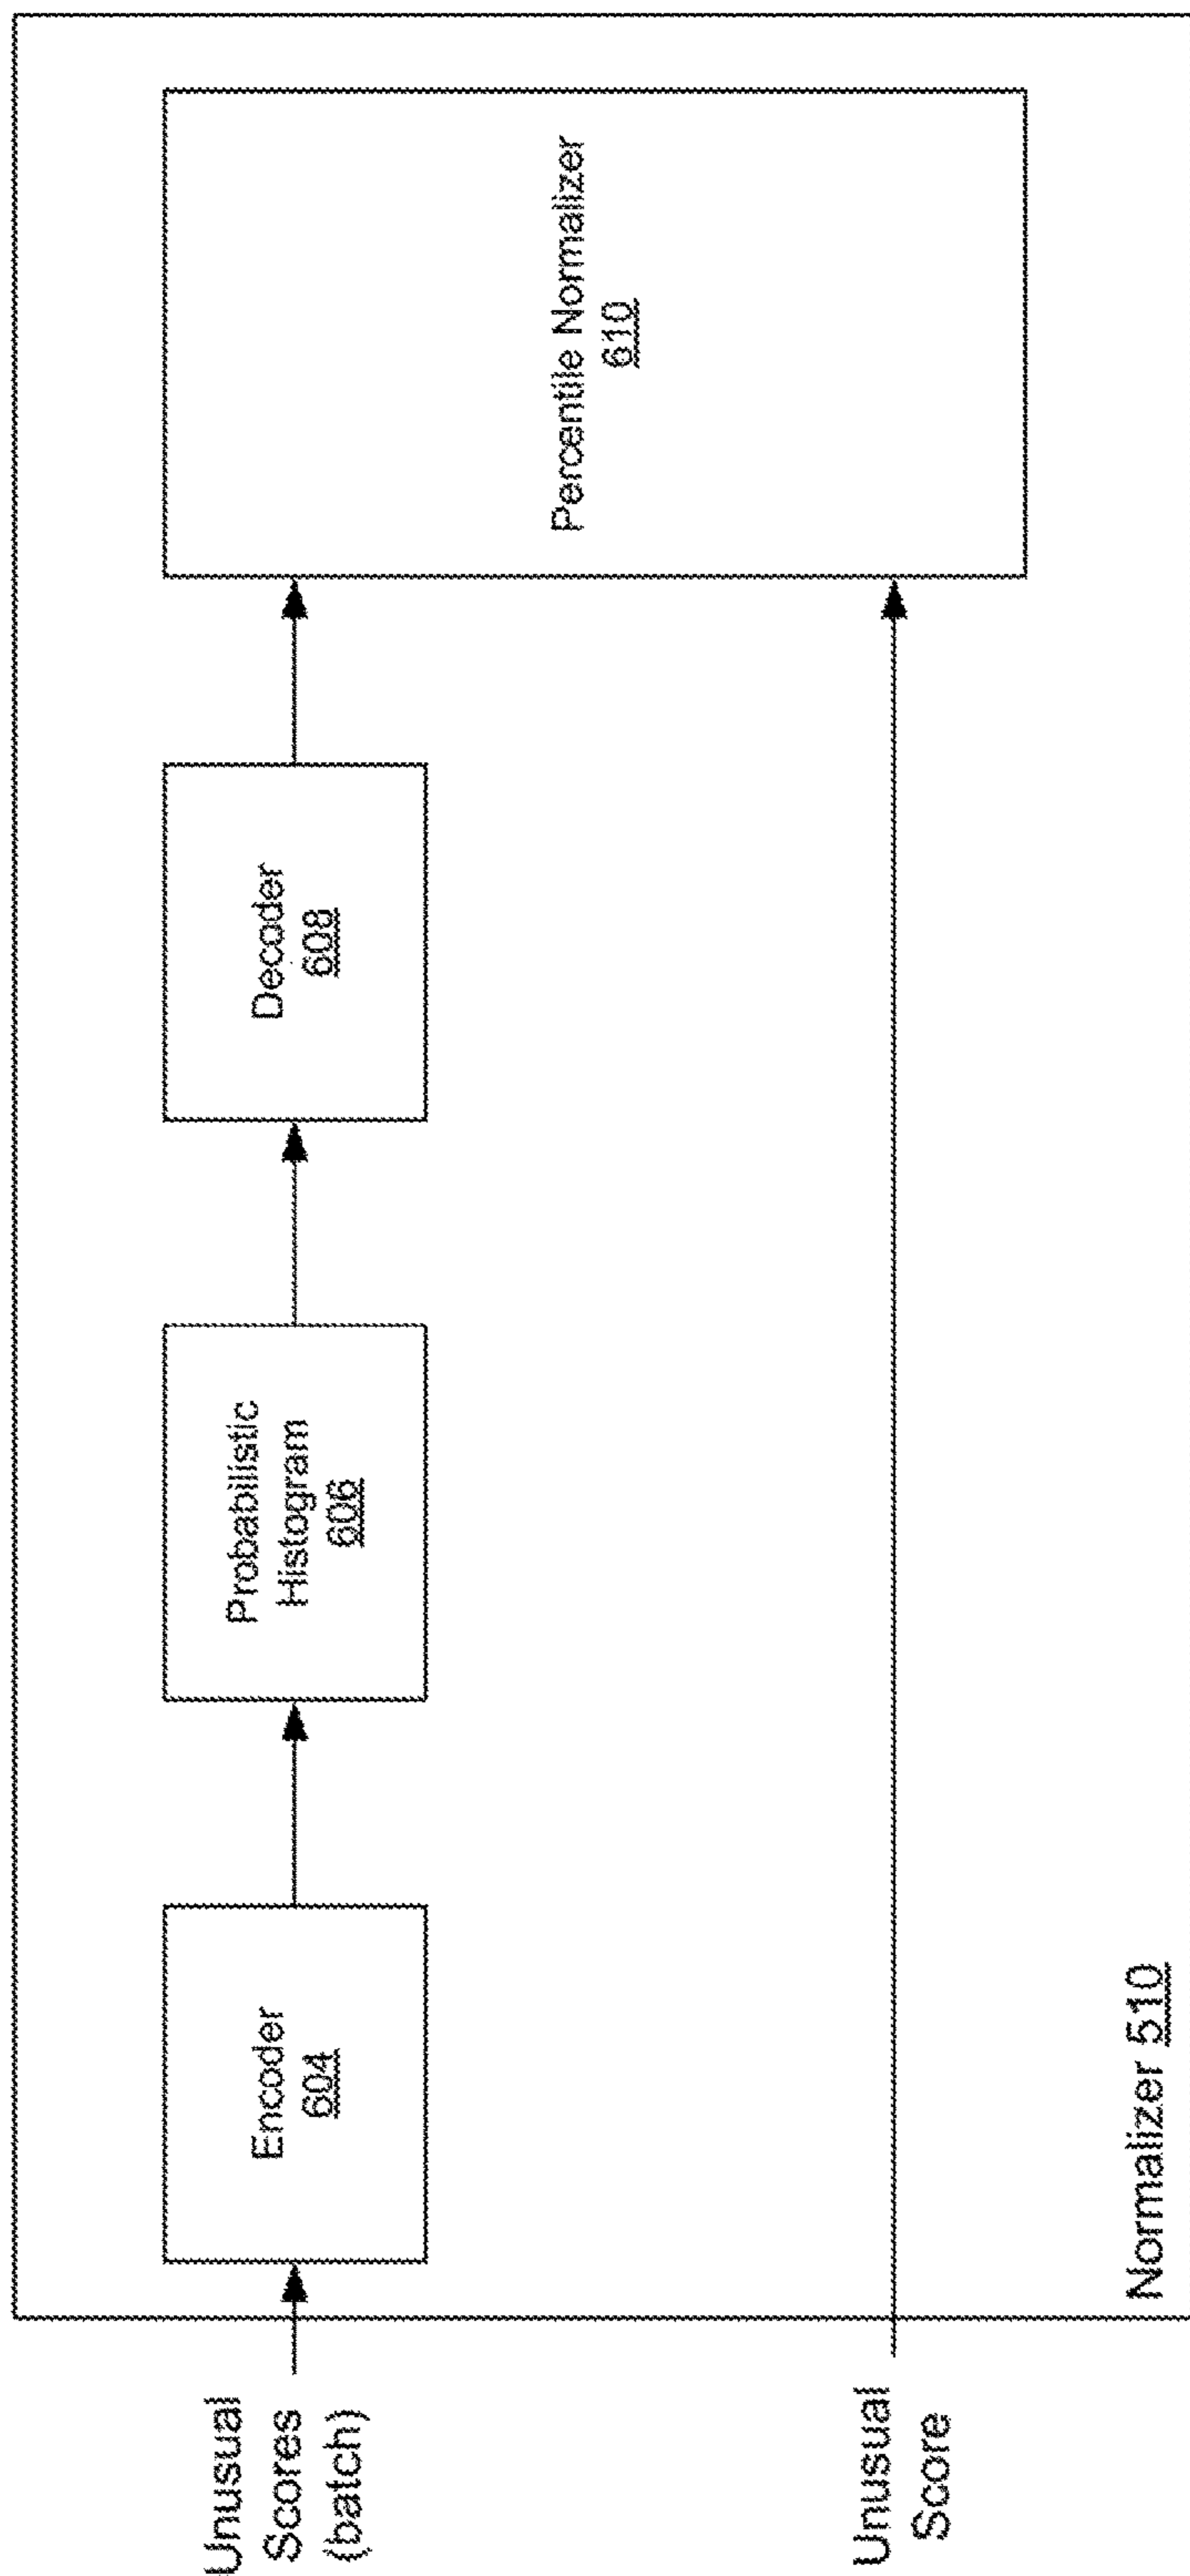 Unusual
Scores
(batch)
Encoder
604
Probabilistic
Histogram
606
Decoder
608
Percentile Normalizer
610
Unusual
Score
Normalizer 510